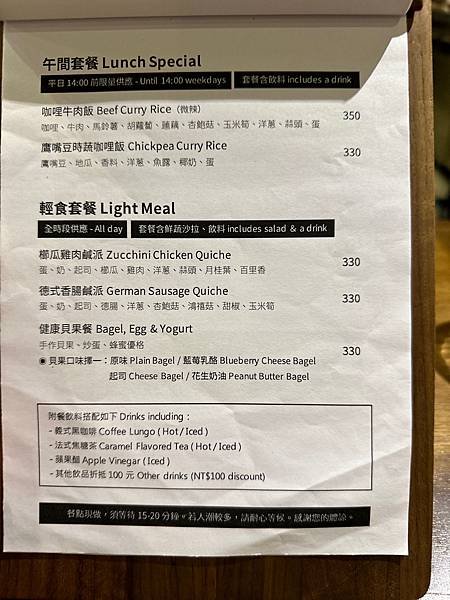 午間套餐 Lunch Special
平日 14:00 前限量供應 - Until 14:00 weekdays 套餐含飲料 includes a drink
咖哩牛肉飯 Beef Curry Rice（微辣） 350
咖哩、牛肉、馬鈴薯、胡蘿蔔、蓮藕、杏鮑菇、玉米筍、洋蔥、蒜頭、蛋
鷹嘴豆時蔬咖哩飯 Chickpea Curry Rice 330
鷹嘴豆、地瓜、香料、洋蔥、魚露、椰奶、蛋
輕食套餐 Light Meal
全時段供應 - All day 套餐含鮮蔬沙拉、飲料 includes salad & a drink
櫛瓜雞肉鹹派 Zucchini Chicken Quiche 330
蛋、奶、起司、櫛瓜、雞肉、洋蔥、蒜頭、月桂葉、百里香
德式香腸鹹派 German Sausage Quiche 330
蛋、奶、起司、德腸、洋蔥、杏鮑菇、鴻禧菇、甜椒、玉米筍
健康貝果餐 Bagel, Egg & Yogurt
手作貝果、炒蛋、蜂蜜優格 330
◉ 貝果口味擇一：原味 Plain Bagel / 藍莓乳酪 Blueberry Cheese Bagel
起司 Cheese Bagel / 花生奶油 Peanut Butter Bagel
附餐飲料搭配如下 Drinks including：
- 義式黑咖啡 Coffee Lungo ( Hot / Iced )
- 法式焦糖茶 Caramel Flavored Tea ( Hot / Iced )
- 蘋果醋 Apple Vinegar ( Iced )
- 其他飲品折抵 100 元 Other drinks (NT$100 discount)
餐點現做，須等待 15-20 分鐘。若人潮較多，請耐心等候。感謝您的體諒。